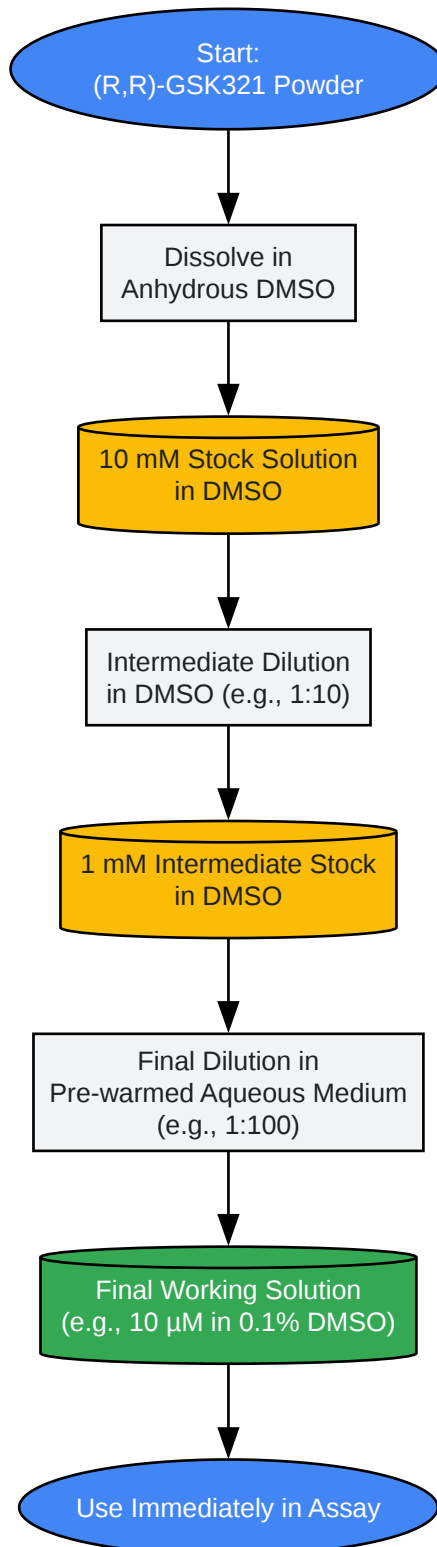 Start:
(R,R)-GSK321 Powder
Dissolve in
Anhydrous DMSO
10 mM Stock Solution
in DMSO
Intermediate Dilution
in DMSO (e.g., 1:10)
1 mM Intermediate Stock
in DMSO
Final Dilution in
Pre-warmed Aqueous Medium
(e.g., 1:100)
Final Working Solution
(e.g., 10 µM in 0.1% DMSO)
Use Immediately in Assay